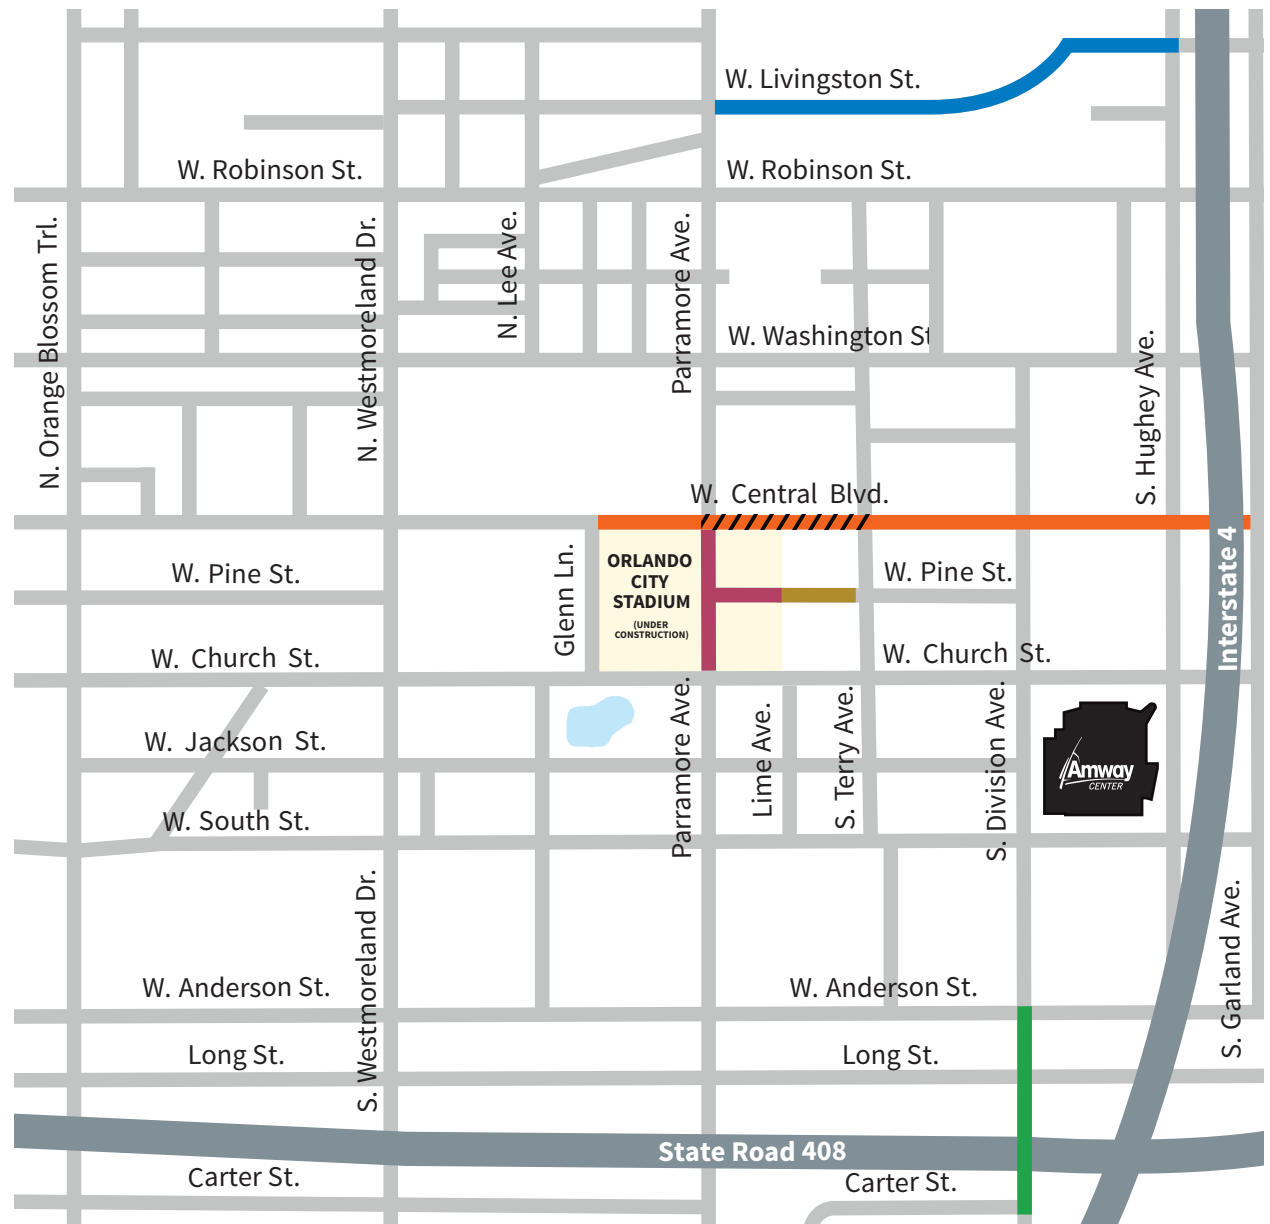 W. Livingston St.
W. Robinson St.
W. Robinson St.
N. Orange Blossom Trl.
N. Westmoreland Dr.
N. Lee Ave.
Parramore Ave.
W. Washington St
S. Hughey Ave.
W. Central Blvd.
ORLANDO
CITY
STADIUM
(UNDER
CONSTRUCTION)
Glenn Ln.
W. Pine St.
W. Pine St.
Interstate 4
W. Church St.
W. Church St.
Parramore Ave.
Lime Ave.
S. Terry Ave.
S. Division Ave.
Amway
CENTER
W. Jackson St.
W. South St.
S. Westmoreland Dr.
S. Garland Ave.
W. Anderson St.
W. Anderson St.
Long St.
Long St.
State Road 408
Carter St.
Carter St.